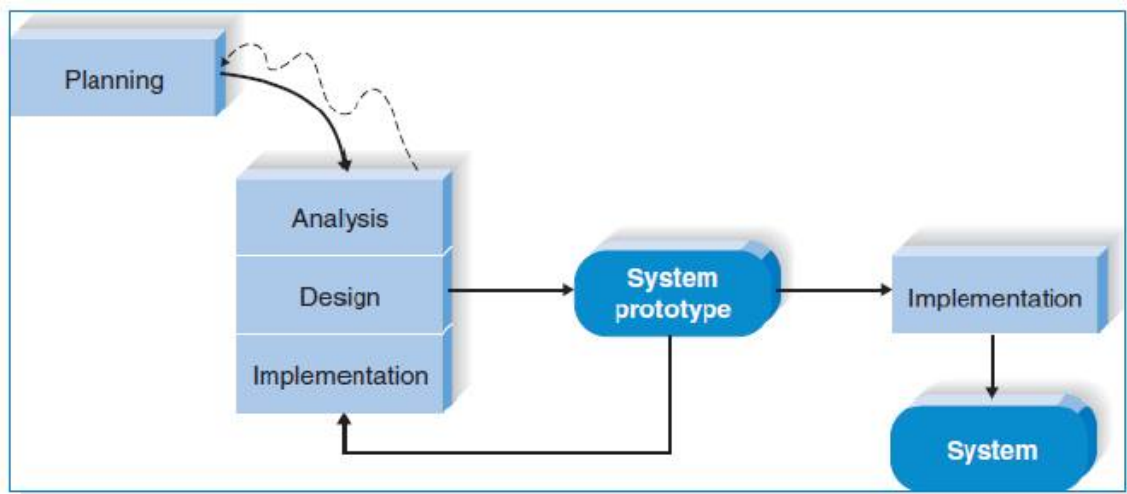 Planning
Analysis
Design
Implementation
System
prototype
Implementation
System